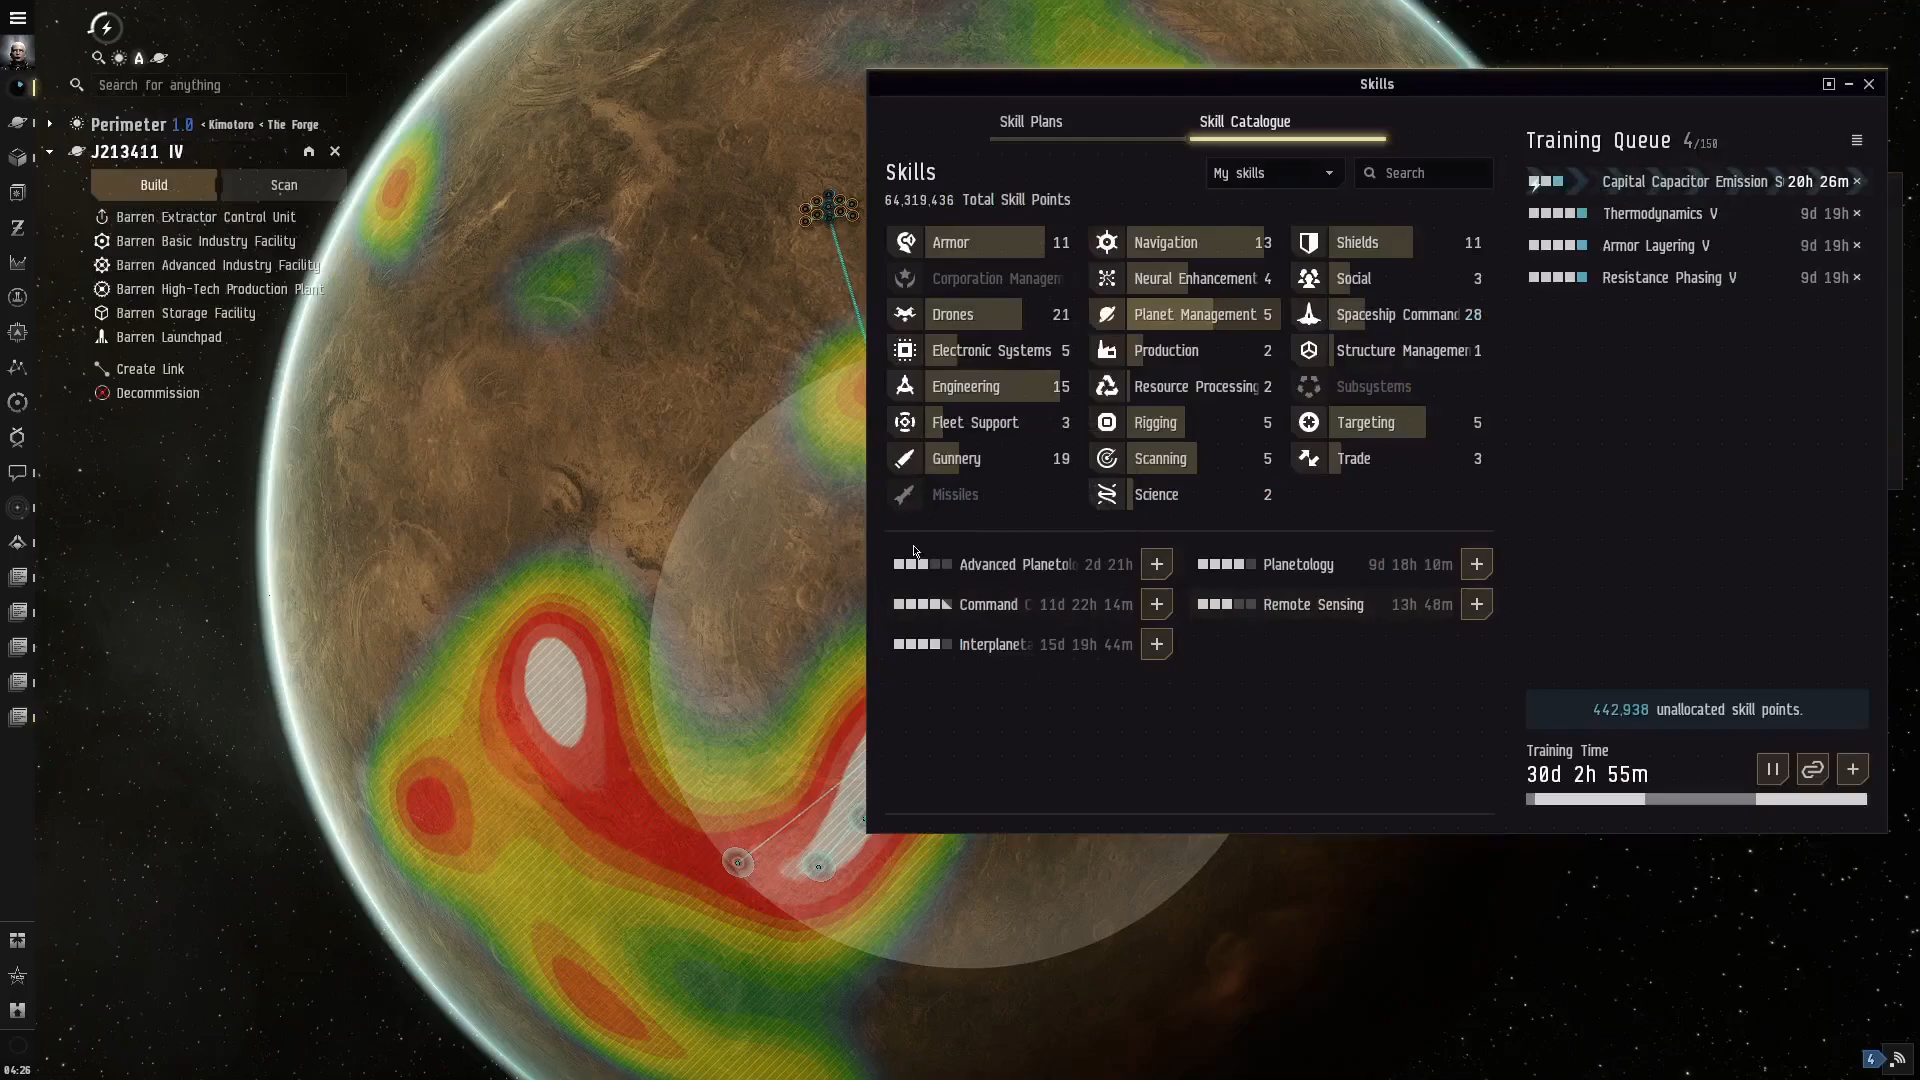 Search for anything
Perimeter 1.0 < Kimotoro < The Forge
J213411 IV
Build
Scan
Barren Extractor Control Unit
Barren Basic Industry Facility
Barren Advanced Industry Facility
Barren High-Tech Production Plant
Barren Storage Facility
Barren Launchpad
Create Link
Decommission
04:26
Skills
Skill Plans
Skill Catalogue
Skills
My skills
Search
64,319,436 Total Skill Points
Armor 11
Navigation 13
Shields 11
Corporation Managem
Neural Enhancement 4
Social 3
Drones 21
Planet Management 5
Spaceship Command 28
Electronic Systems 5
Production 2
Structure Managemen 1
Engineering 15
Resource Processing 2
Subsystems
Fleet Support 3
Rigging 5
Targeting 5
Gunnery 19
Scanning 5
Trade 3
Missiles
Science 2
Advanced Planetolo 2d 21h
Planetology 9d 18h 10m
Command C 11d 22h 14m
Remote Sensing 13h 48m
Interplaneta 15d 19h 44m
Training Queue 4/150
Capital Capacitor Emission S 20h 26m
Thermodynamics V 9d 19h
Armor Layering V 9d 19h
Resistance Phasing V 9d 19h
442,938 unallocated skill points.
Training Time
30d 2h 55m
4